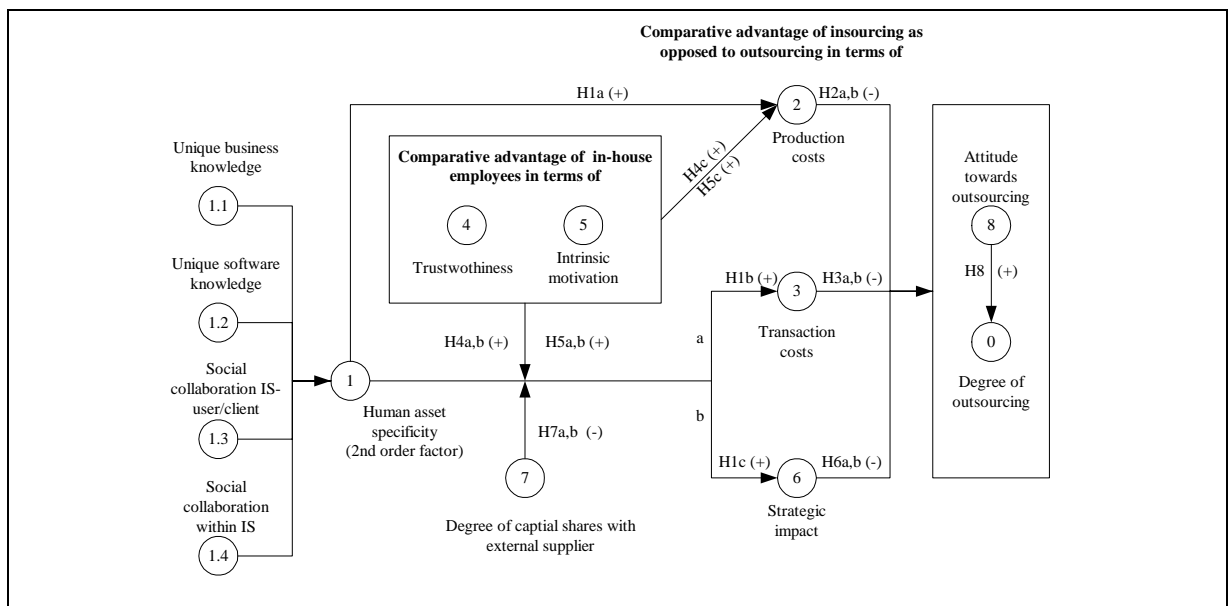 Comparative advantage of insourcing as
opposed to outsourcing in terms of
H1a (+)
2
H2a,b (-)
Production
costs
Unique business
knowledge
1.1
Unique software
knowledge
1.2
Social
collaboration IS-
user/client
1.3
Social
collaboration
within IS
1.4
Comparative advantage of in-house
employees in terms of
4
Trustwothiness
5
Intrinsic
motivation
H4c (+)
H5c (+)
H4a,b (+)
H5a,b (+)
1
Human asset
specificity
(2nd order factor)
H7a,b (-)
7
Degree of captial shares with
external supplier
a
b
H1b (+)
3
H3a,b (-)
Transaction
costs
H1c (+)
6
H6a,b (-)
Strategic
impact
Attitude
towards
outsourcing
8
H8 (+)
0
Degree of
outsourcing